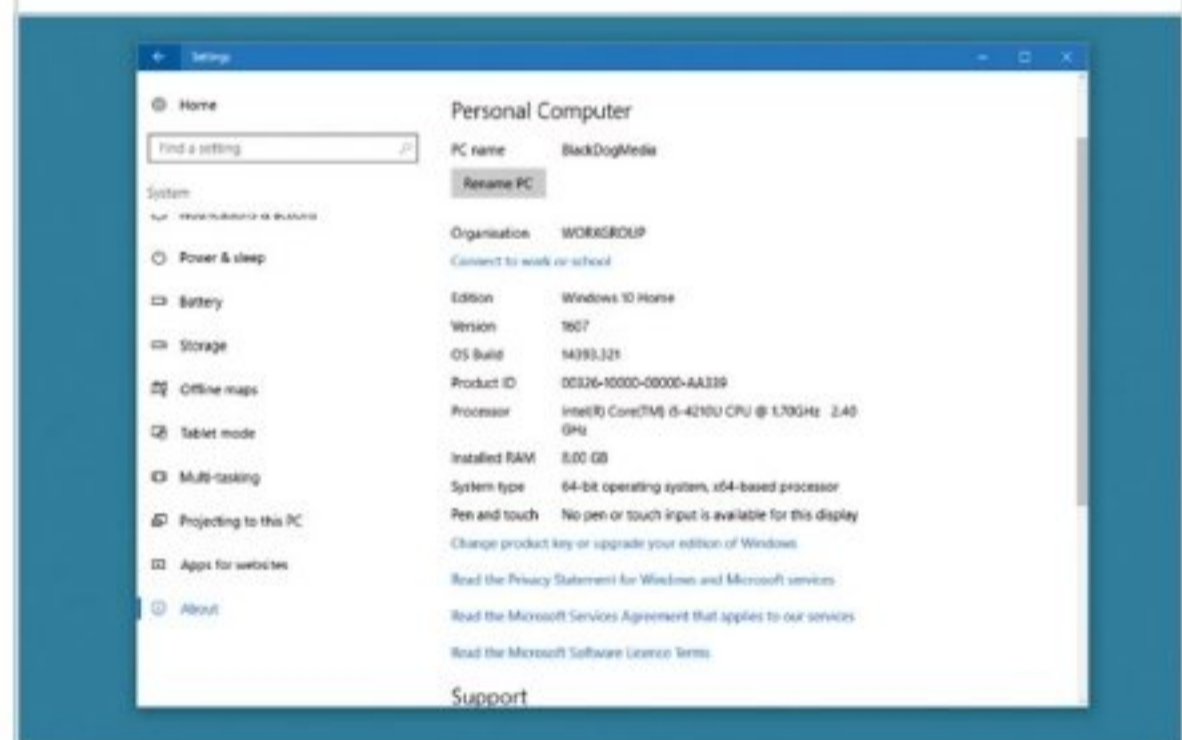 Settings
Home
Find a setting
System
Notifications & actions
Power & sleep
Battery
Storage
Offline maps
Tablet mode
Multi-tasking
Projecting to this PC
Apps for websites
About
Personal Computer
PC name BlackDogMedia
Rename PC
Organisation WORKGROUP
Connect to work or school
Edition Windows 10 Home
Version 1607
OS Build 14393.321
Product ID 00326-10000-00000-AA339
Processor Intel(R) Core(TM) i5-4210U CPU @ 1.70GHz 2.40
GHz
Installed RAM 8.00 GB
System type 64-bit operating system, x64-based processor
Pen and touch No pen or touch input is available for this display
Change product key or upgrade your edition of Windows
Read the Privacy Statement for Windows and Microsoft services
Read the Microsoft Services Agreement that applies to our services
Read the Microsoft Software Licence Terms
Support